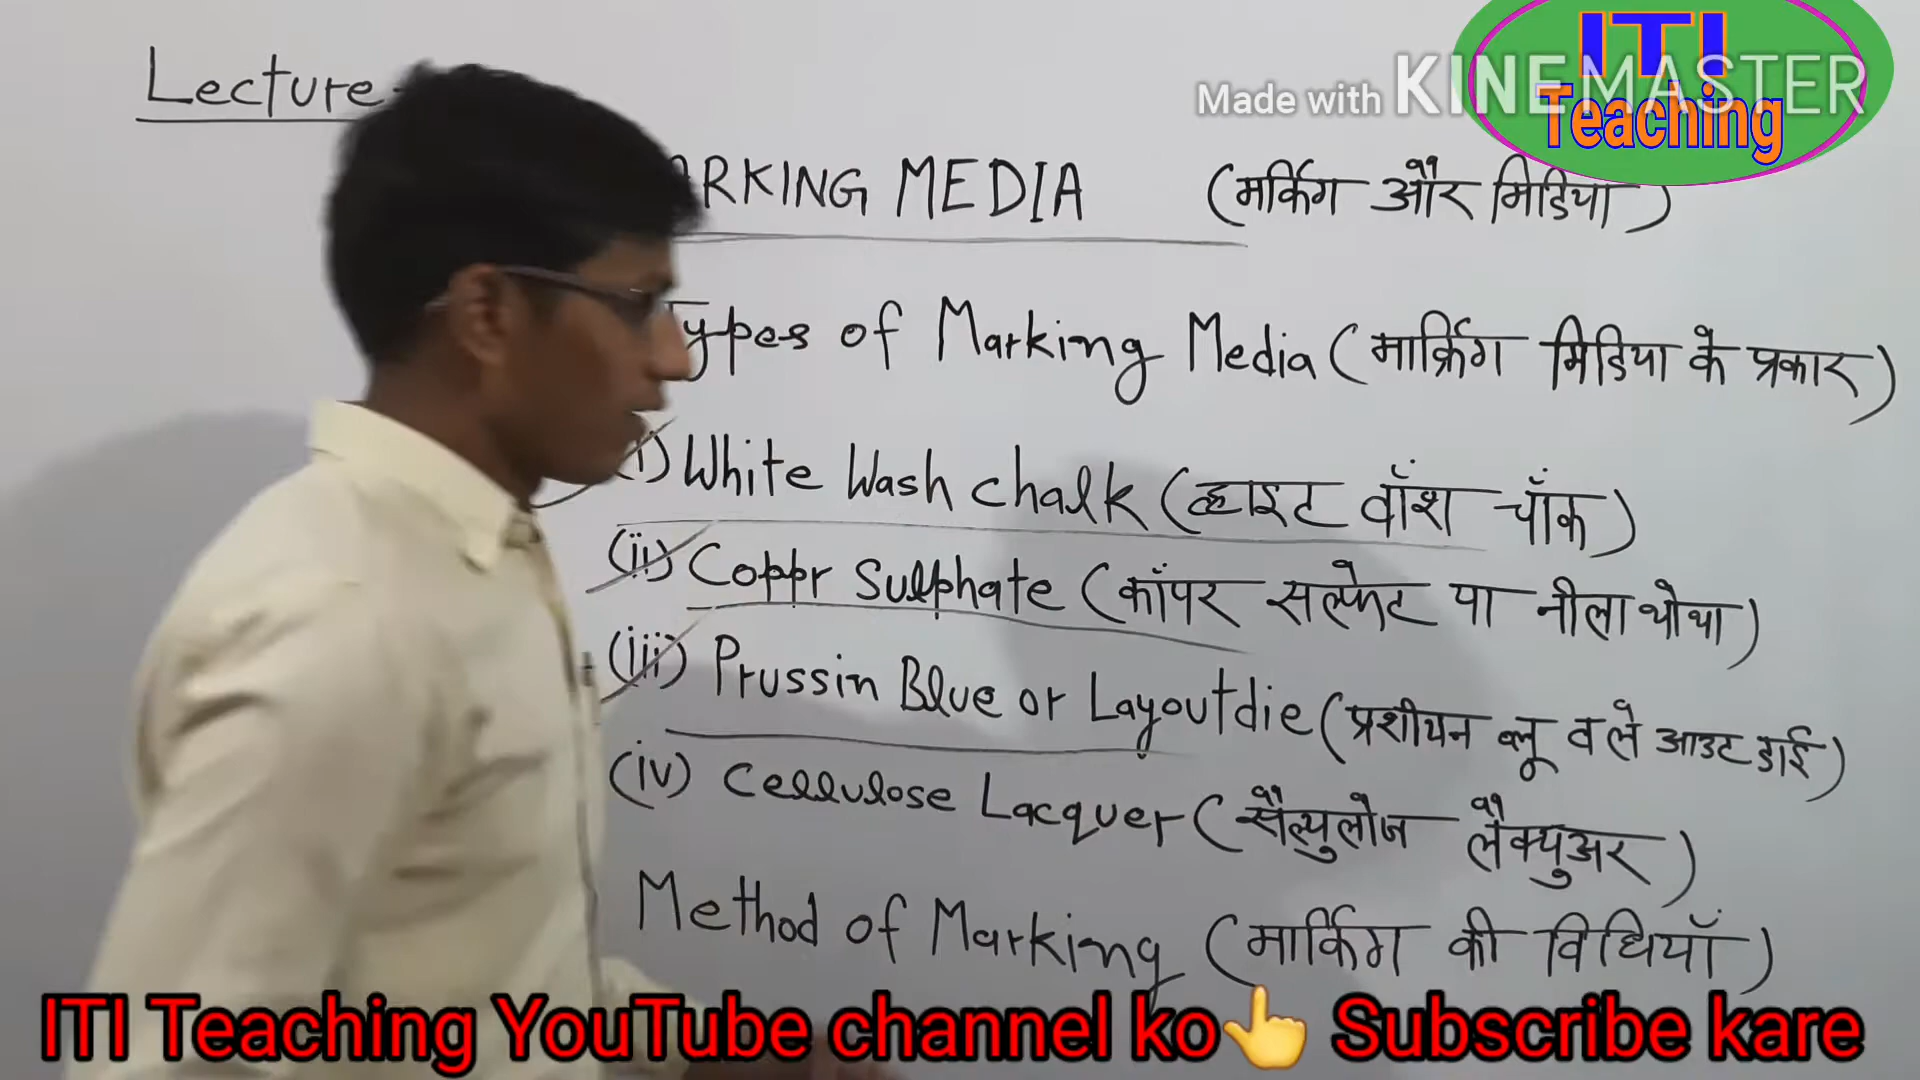 Lecture
ITI
Teaching
Made with KINEMASTER
ARKING MEDIA (मर्किग और मिडिया)
Types of Marking Media (मार्क्रिग मिडिया के प्रकार)
(i) White Wash chalk (व्हाइट वॉश चॉक)
(ii) Coppr Sulphate (कॉपर सल्फेट या नीला थोथा)
(iii) Prussin Blue or Layoutdie (प्रशीयन ब्लू व ले आउट डाई)
(iv) Cellulose Lacquer (सैल्युलोज लैक्युअर)
Method of Marking (मार्किग की विधियाँ)
ITI Teaching YouTube channel ko👆 Subscribe kare